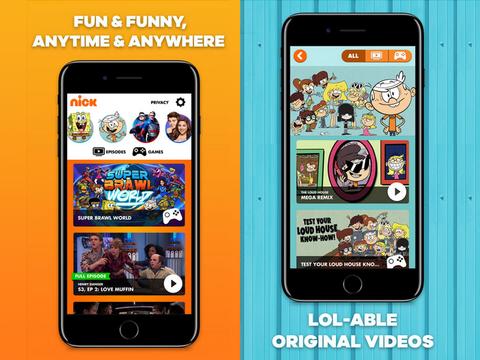 FUN & FUNNY,
ANYTIME & ANYWHERE
nick
PRIVACY
EPISODES
GAMES
SUPER
BRAWL
WORLD
SUPER BRAWL WORLD
FULL EPISODE
HENRY DANGER
S3, EP 2: LOVE MUFFIN
ALL
THE LOUD HOUSE
MEGA REMIX
TEST YOUR
LOUD HOUSE
KNOW-HOW!
TEST YOUR LOUD HOUSE KNO...
LOL-ABLE
ORIGINAL VIDEOS